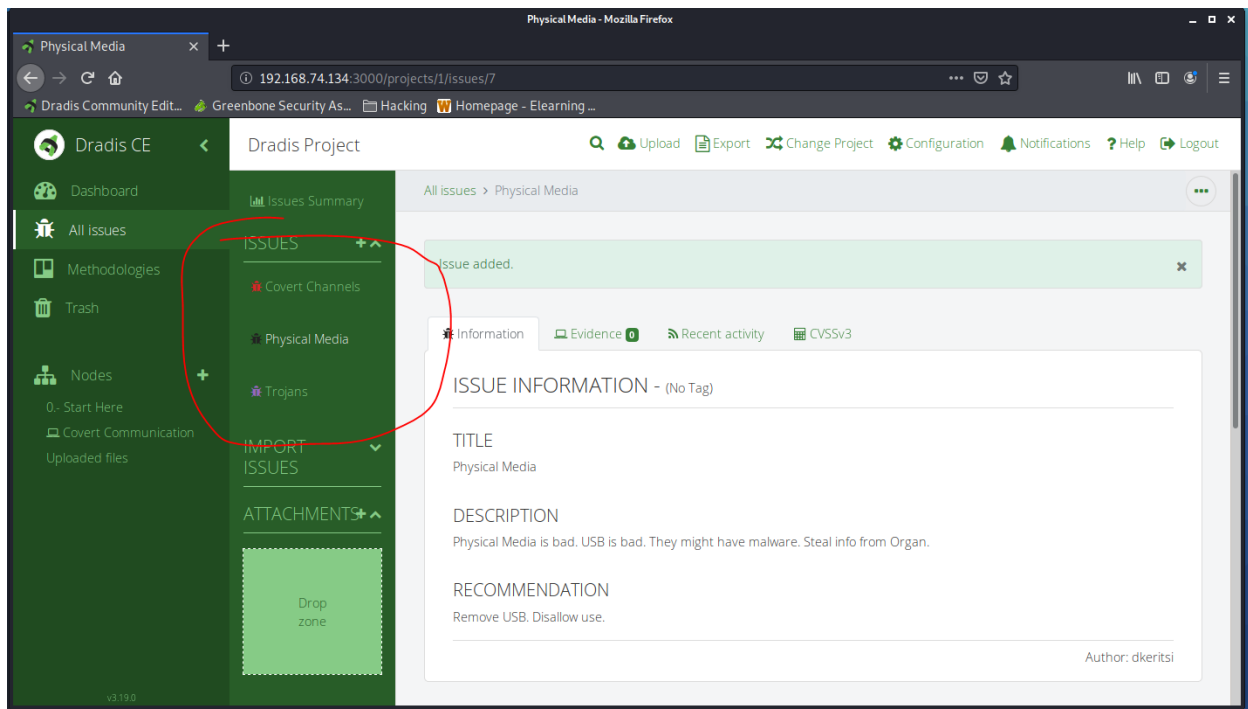 Physical Media - Mozilla Firefox
Physical Media
192.168.74.134:3000/projects/1/issues/7
Dradis Community Edit... Greenbone Security As... Hacking Homepage - Elearning ...
Dradis CE
Dashboard
All issues
Methodologies
Trash
Nodes
0.- Start Here
Covert Communication
Uploaded files
v3.19.0
Dradis Project
Upload Export Change Project Configuration Notifications ? Help Logout
Issues Summary
ISSUES
Covert Channels
Physical Media
Trojans
IMPORT
ISSUES
ATTACHMENTS
Drop
zone
All issues > Physical Media
Issue added.
Information Evidence 0 Recent activity CVSSv3
ISSUE INFORMATION - (No Tag)
TITLE
Physical Media
DESCRIPTION
Physical Media is bad. USB is bad. They might have malware. Steal info from Organ.
RECOMMENDATION
Remove USB. Disallow use.
Author: dkeritsi